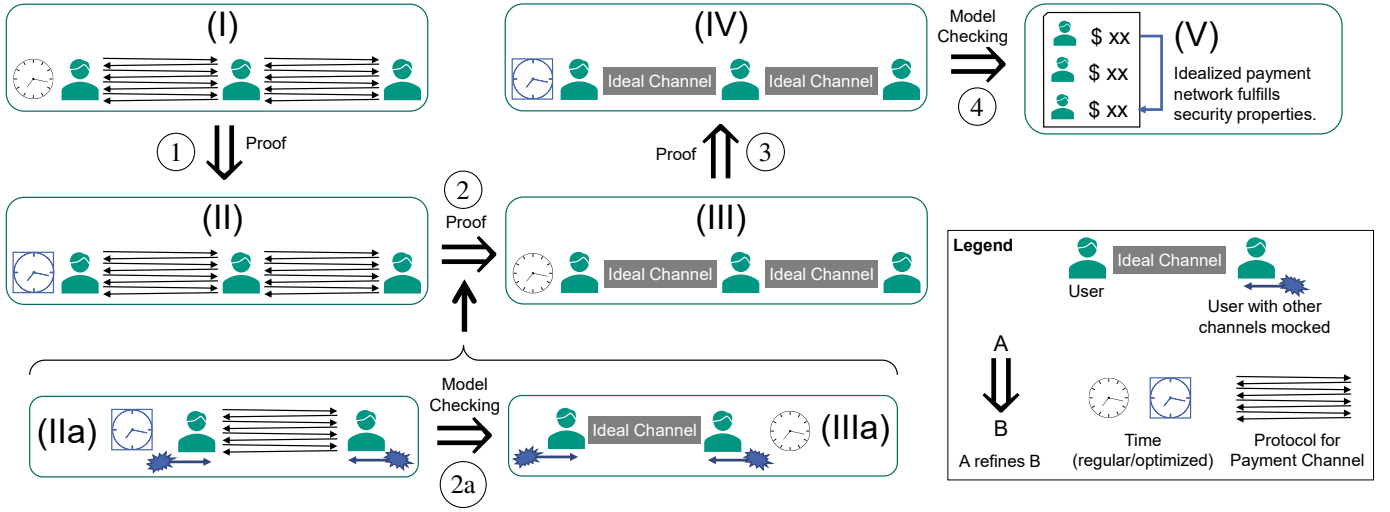 (I)
1
Proof
(II)
2
Proof
(III)
Ideal Channel
Ideal Channel
Proof
3
(IV)
Ideal Channel
Ideal Channel
Model
Checking
4
(V)
$ xx
$ xx
$ xx
Idealized payment
network fulfills
security properties.
(IIa)
Model
Checking
2a
Ideal Channel
(IIIa)
Legend
Ideal Channel
User
User with other
channels mocked
A
B
A refines B
Time
(regular/optimized)
Protocol for
Payment Channel